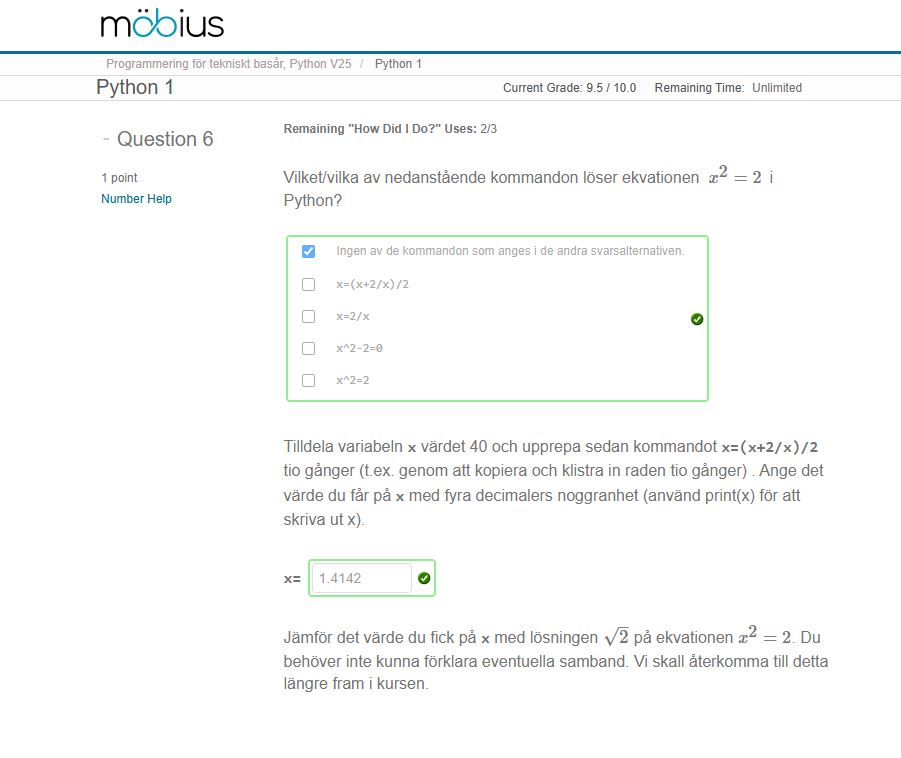 möbius
Programmering för tekniskt basår, Python V25 / Python 1
Python 1 Current Grade: 9.5 / 10.0 Remaining Time: Unlimited
- Question 6
Remaining "How Did I Do?" Uses: 2/3
1 point
Number Help
Vilket/vilka av nedanstående kommandon löser ekvationen x² = 2 i
Python?
Ingen av de kommandon som anges i de andra svarsalternativen.
x=(x+2/x)/2
x=2/x
x^2-2=0
x^2=2
Tilldela variabeln x värdet 40 och upprepa sedan kommandot x=(x+2/x)/2
tio gånger (t.ex. genom att kopiera och klistra in raden tio gånger) . Ange det
värde du får på x med fyra decimalers noggranhet (använd print(x) för att
skriva ut x).
x= 1.4142
Jämför det värde du fick på x med lösningen √2 på ekvationen x² = 2. Du
behöver inte kunna förklara eventuella samband. Vi skall återkomma till detta
längre fram i kursen.